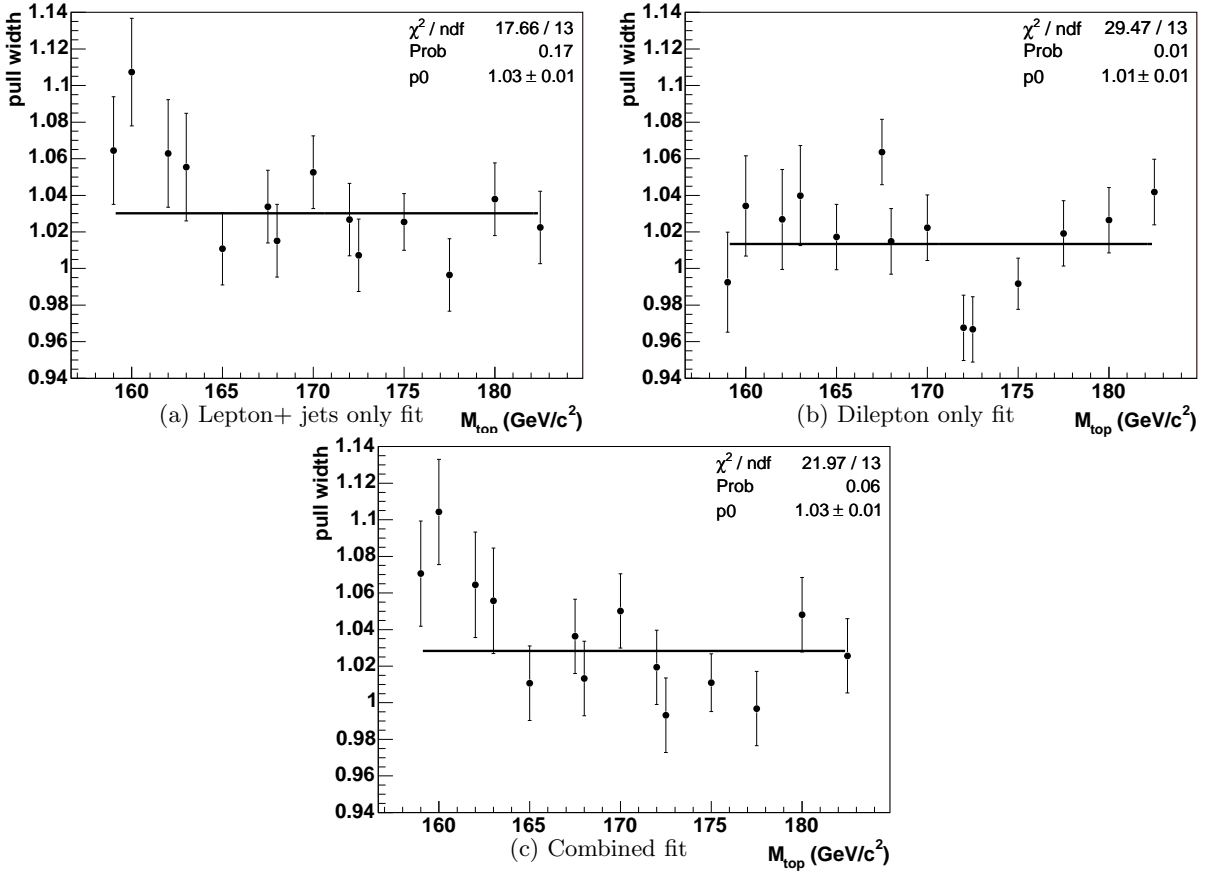 pull width
1.14
1.12
1.1
1.08
1.06
1.04
1.02
1
0.98
0.96
0.94
χ² / ndf 17.66 / 13
Prob 0.17
p0 1.03 ± 0.01
160 165 170 175 180
(a) Lepton+ jets only fit
M_top (GeV/c²)
pull width
1.14
1.12
1.1
1.08
1.06
1.04
1.02
1
0.98
0.96
0.94
χ² / ndf 29.47 / 13
Prob 0.01
p0 1.01 ± 0.01
160 165 170 175 180
(b) Dilepton only fit
M_top (GeV/c²)
pull width
1.14
1.12
1.1
1.08
1.06
1.04
1.02
1
0.98
0.96
0.94
χ² / ndf 21.97 / 13
Prob 0.06
p0 1.03 ± 0.01
160 165 170 175 180
(c) Combined fit
M_top (GeV/c²)